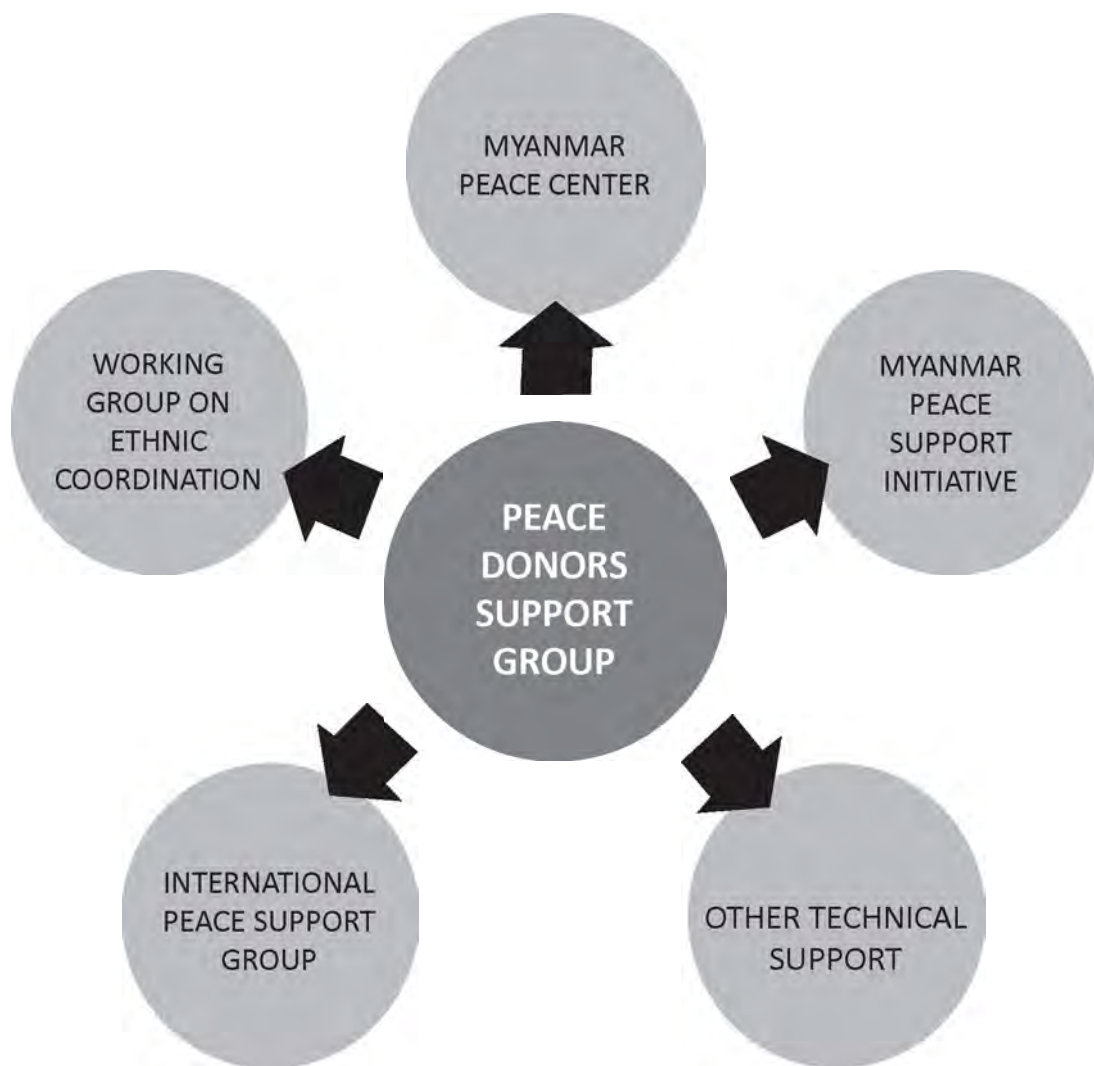 MYANMAR
PEACE CENTER
WORKING
GROUP ON
ETHNIC
COORDINATION
MYANMAR
PEACE
SUPPORT
INITIATIVE
PEACE
DONORS
SUPPORT
GROUP
INTERNATIONAL
PEACE SUPPORT
GROUP
OTHER TECHNICAL
SUPPORT